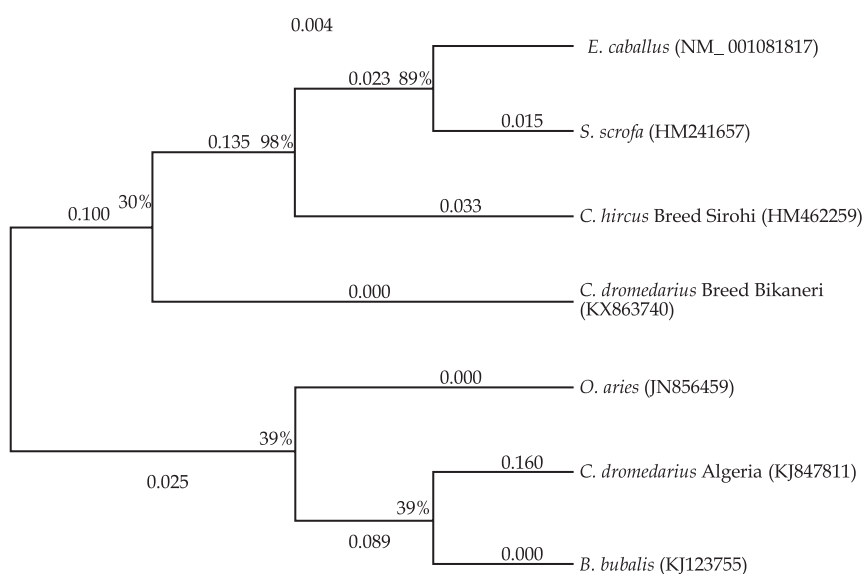 0.004
E. caballus (NM_ 001081817)
0.023 89%
0.015
S. scrofa (HM241657)
0.135 98%
30%
0.100
0.033
C. hircus Breed Sirohi (HM462259)
0.000
C. dromedarius Breed Bikaneri
(KX863740)
0.000
O. aries (JN856459)
39%
0.025
0.160
C. dromedarius Algeria (KJ847811)
39%
0.089
0.000
B. bubalis (KJ123755)